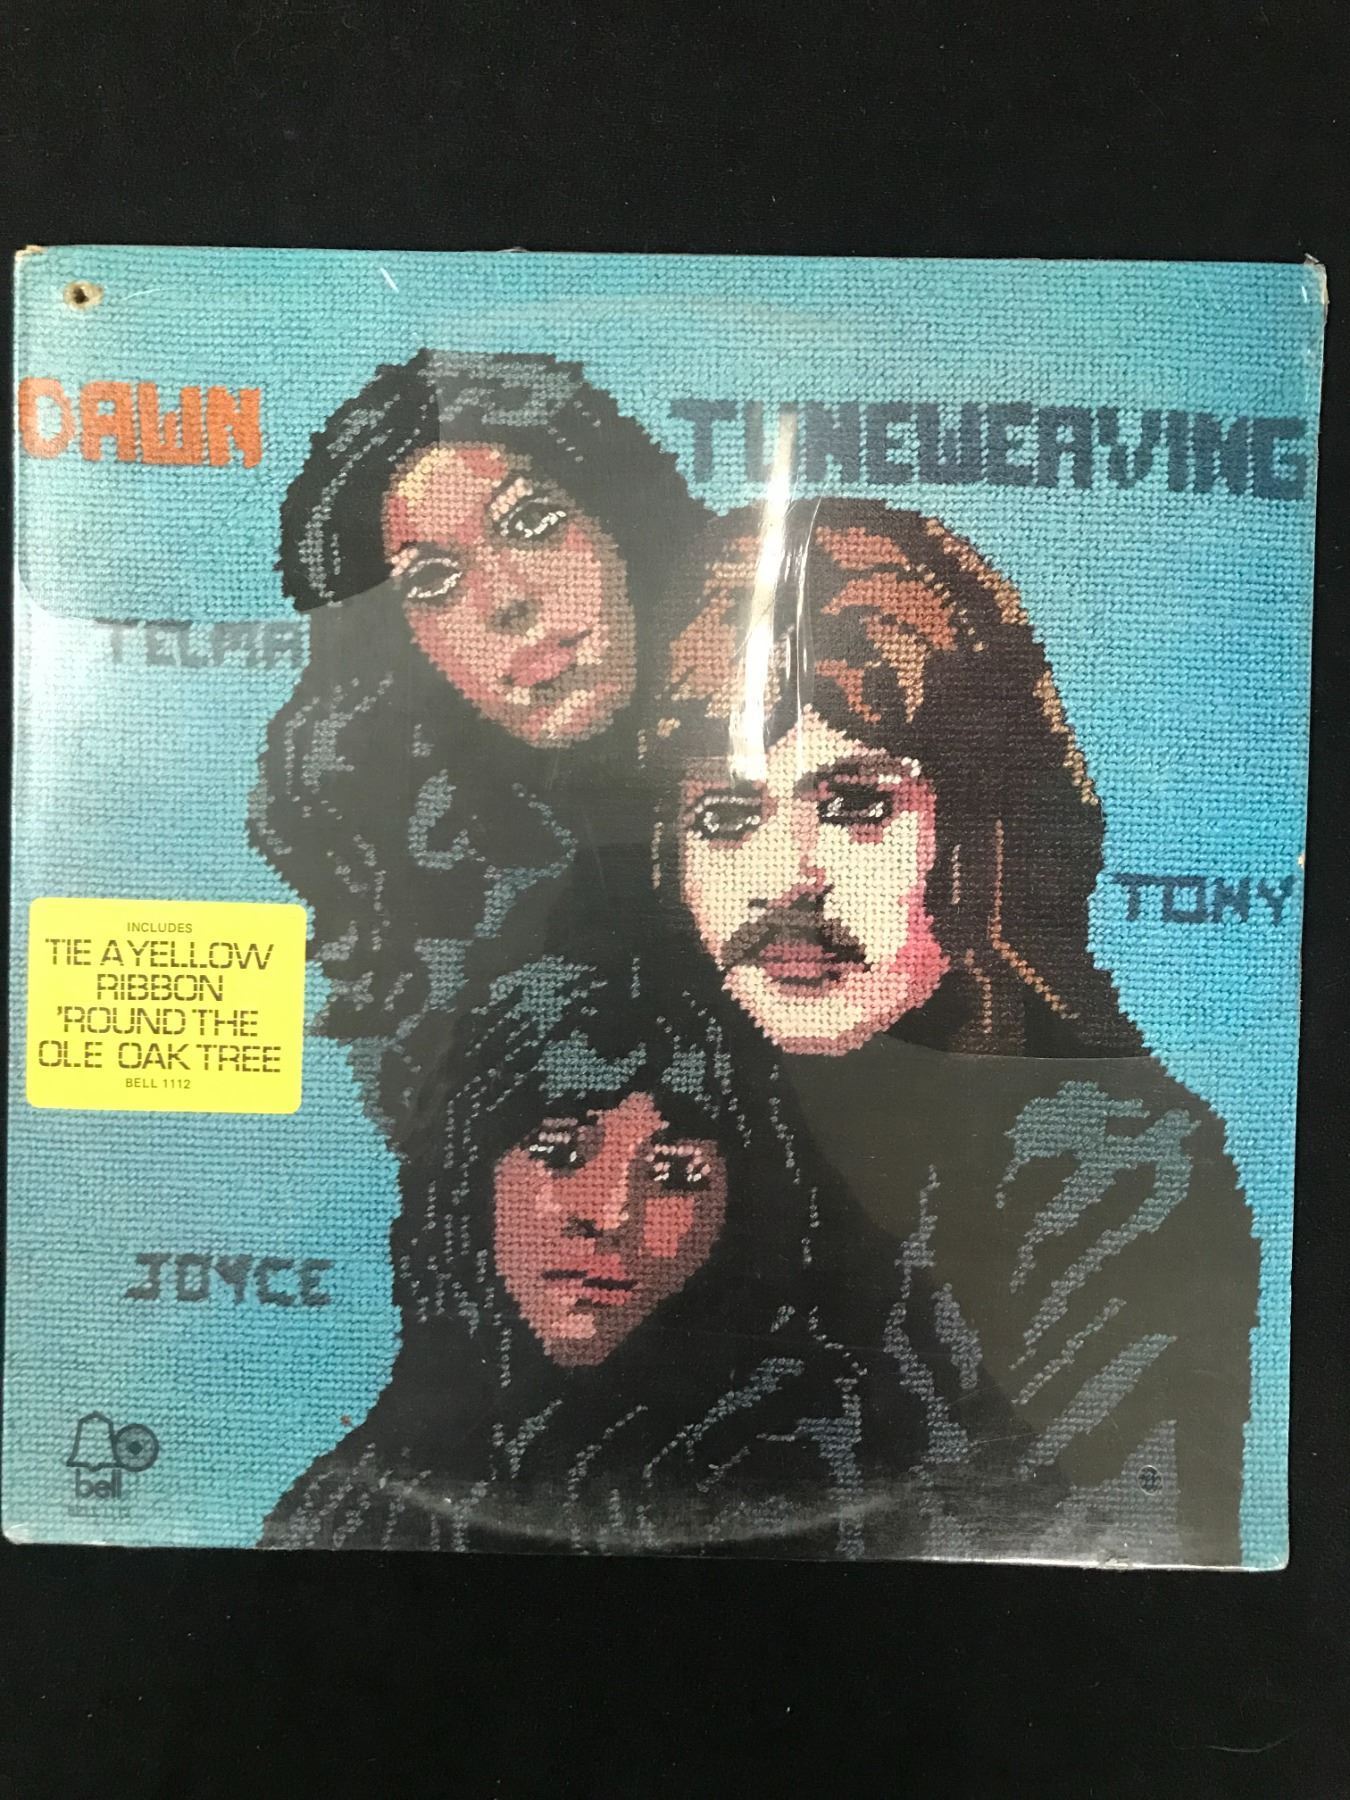 DAWN
TUNEWEAVING
TELMA
TONY
INCLUDES
TIE A YELLOW
RIBBON
'ROUND THE
OLE OAK TREE
BELL 1112
JOYCE
bell